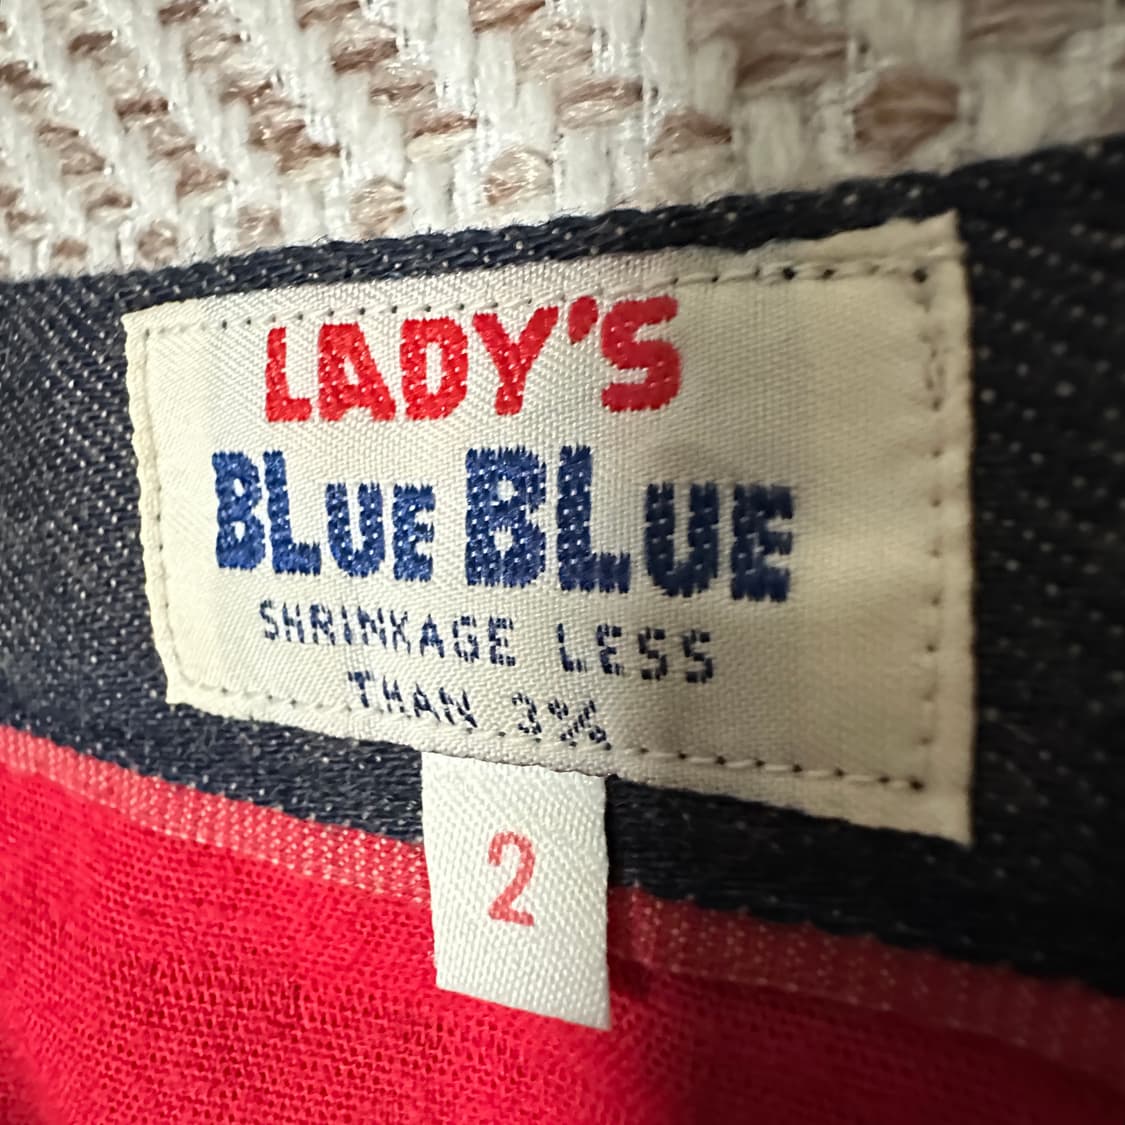 LADY'S
BLUE BLUE
SHRINKAGE LESS
THAN 3%
2